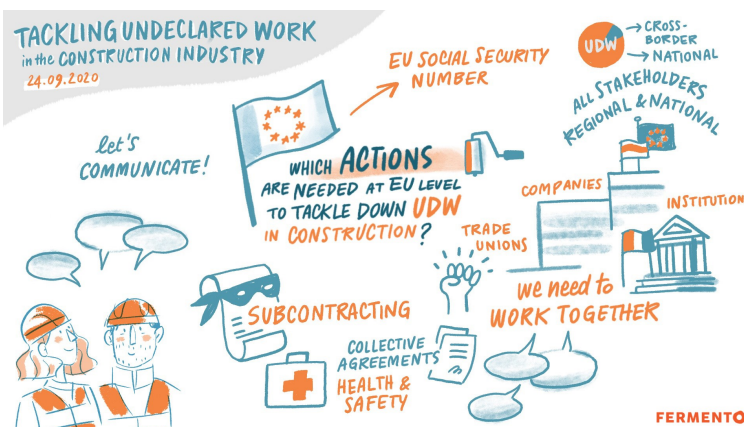 TACKLING UNDECLARED WORK
in the CONSTRUCTION INDUSTRY
24.09.2020
EU SOCIAL SECURITY
NUMBER
UDW
CROSS-
BORDER
NATIONAL
ALL STAKEHOLDERS
REGIONAL & NATIONAL
let's
COMMUNICATE!
WHICH ACTIONS
ARE NEEDED AT EU LEVEL
TO TACKLE DOWN UDW
IN CONSTRUCTION?
COMPANIES
INSTITUTION
TRADE
UNIONS
we need to
WORK TOGETHER
SUBCONTRACTING
COLLECTIVE
AGREEMENTS
HEALTH &
SAFETY
FERMENTO